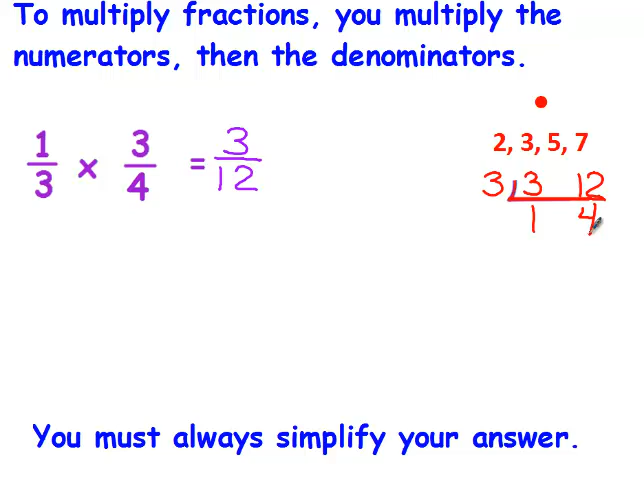 To multiply fractions, you multiply the
numerators, then the denominators.
1/3 x 3/4 = 3/12
2, 3, 5, 7
3 3 12
1 4
You must always simplify your answer.